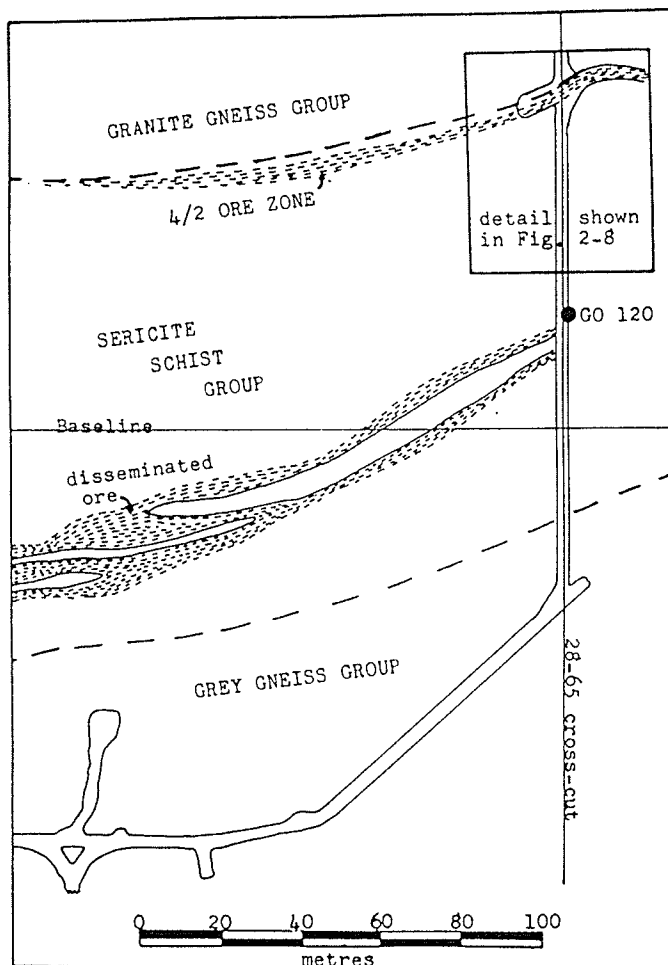 GRANITE GNEISS GROUP
4/2 ORE ZONE
detail shown
in Fig 2-8
GO 120
SERICITE
SCHIST
GROUP
Baseline
disseminated
ore
GREY GNEISS GROUP
28-65 cross-cut
0 20 40 60 80 100
metres